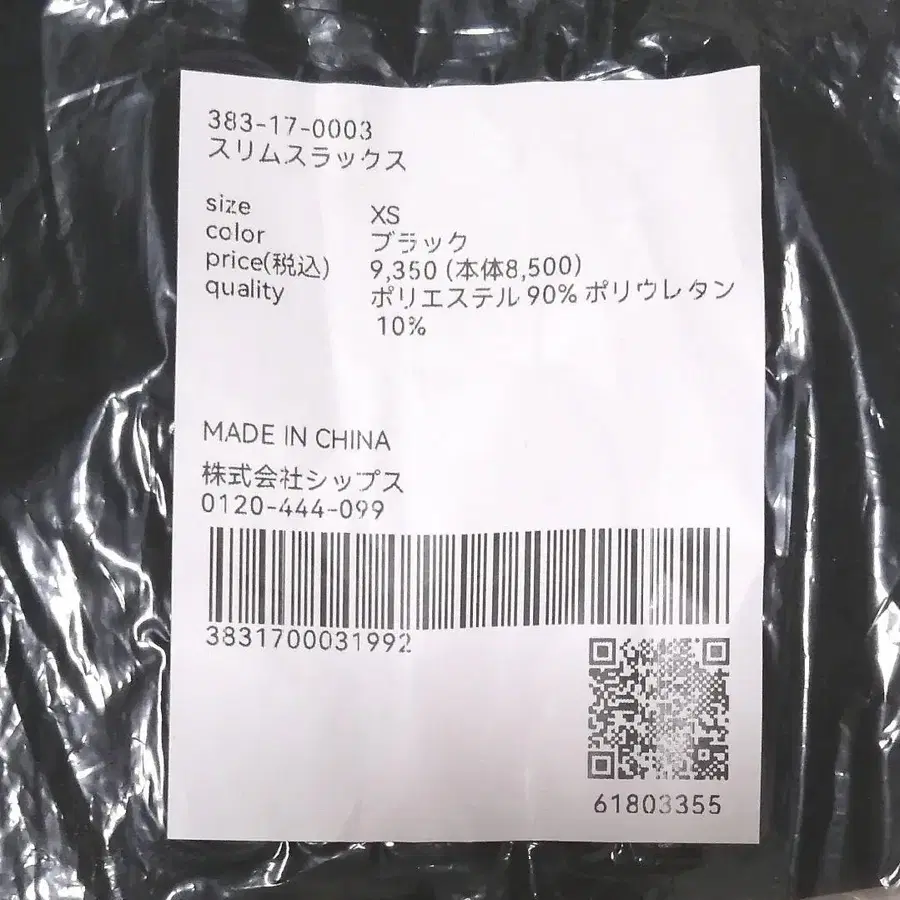 383-17-0003
スリムスラックス
size XS
color ブラック
price(税込) 9,350 (本体8,500)
quality ポリエステル 90% ポリウレタン
10%
MADE IN CHINA
株式会社シップス
0120-444-099
3831700031992
61803355